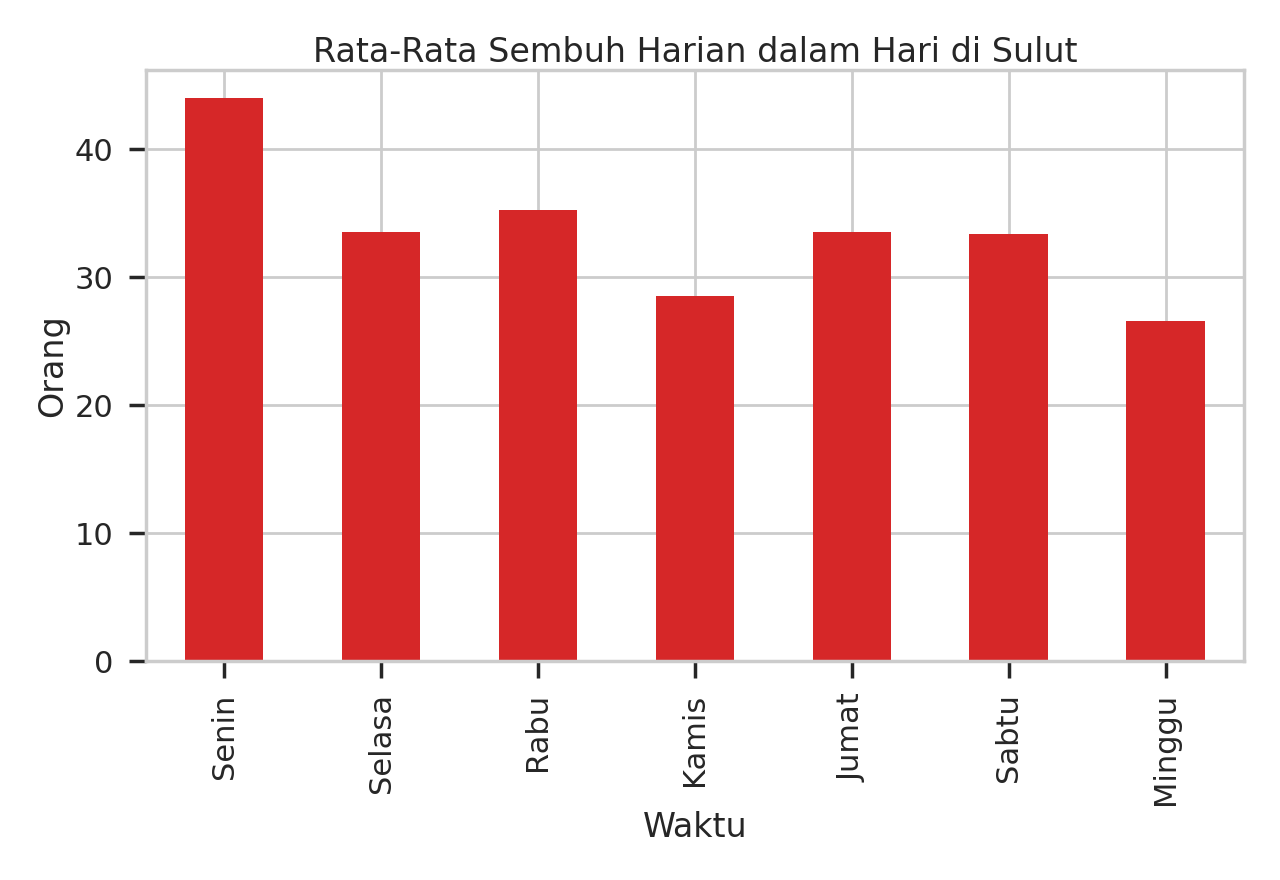 Rata-Rata Sembuh Harian dalam Hari di Sulut
Orang
40
30
20
10
0
Senin
Selasa
Rabu
Kamis
Jumat
Sabtu
Minggu
Waktu